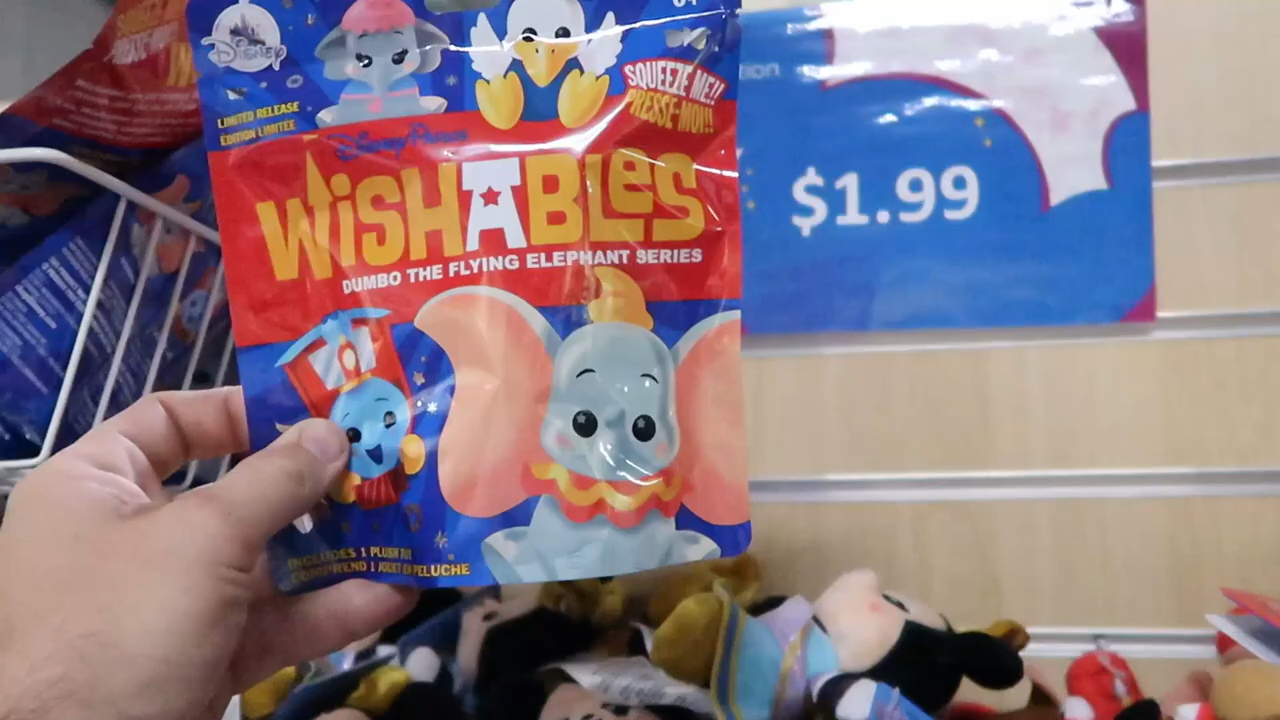 Disney
SQUEEZE ME!!
PRESSE-MOI!!
LIMITED RELEASE
ÉDITION LIMITÉE
Disney Parks
WISHABLES
DUMBO THE FLYING ELEPHANT SERIES
INCLUDES 1 PLUSH TOY
COMPREND 1 JOUET EN PELUCHE
$1.99